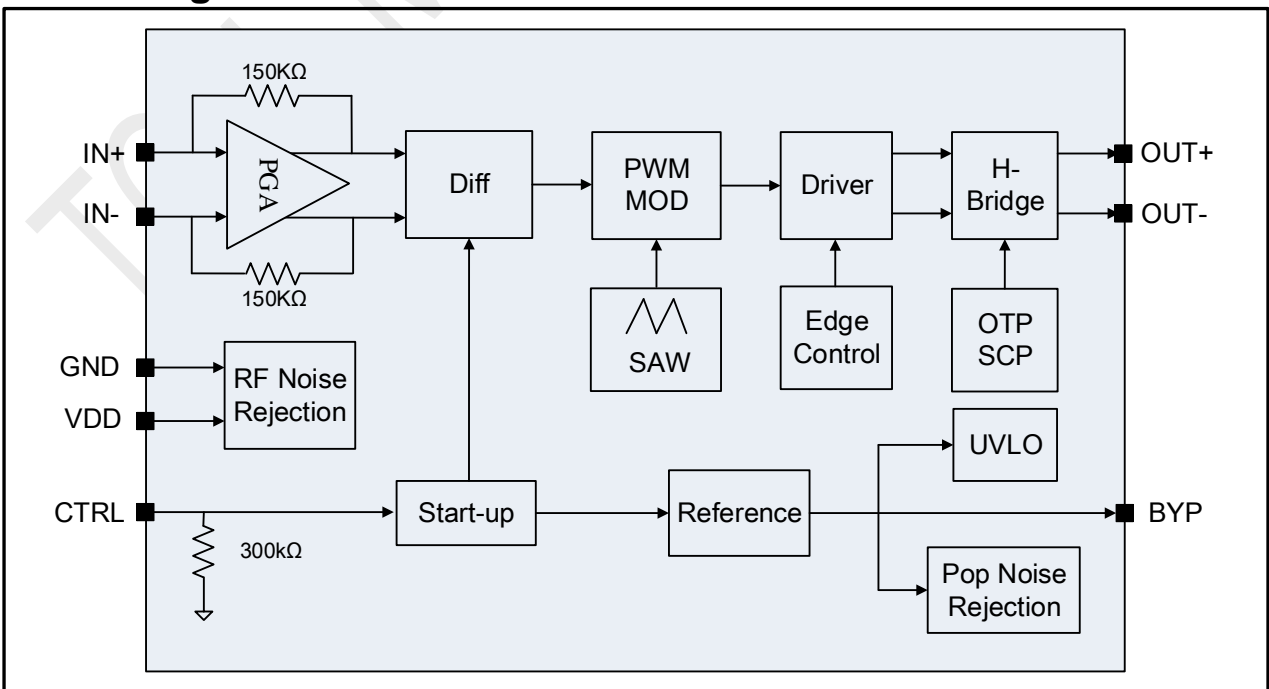 150KΩ
IN+
IN-
PGA
150KΩ
Diff
PWM
MOD
Driver
H-
Bridge
OUT+
OUT-
SAW
Edge
Control
OTP
SCP
GND
VDD
RF Noise
Rejection
UVLO
CTRL
300kΩ
Start-up
Reference
BYP
Pop Noise
Rejection